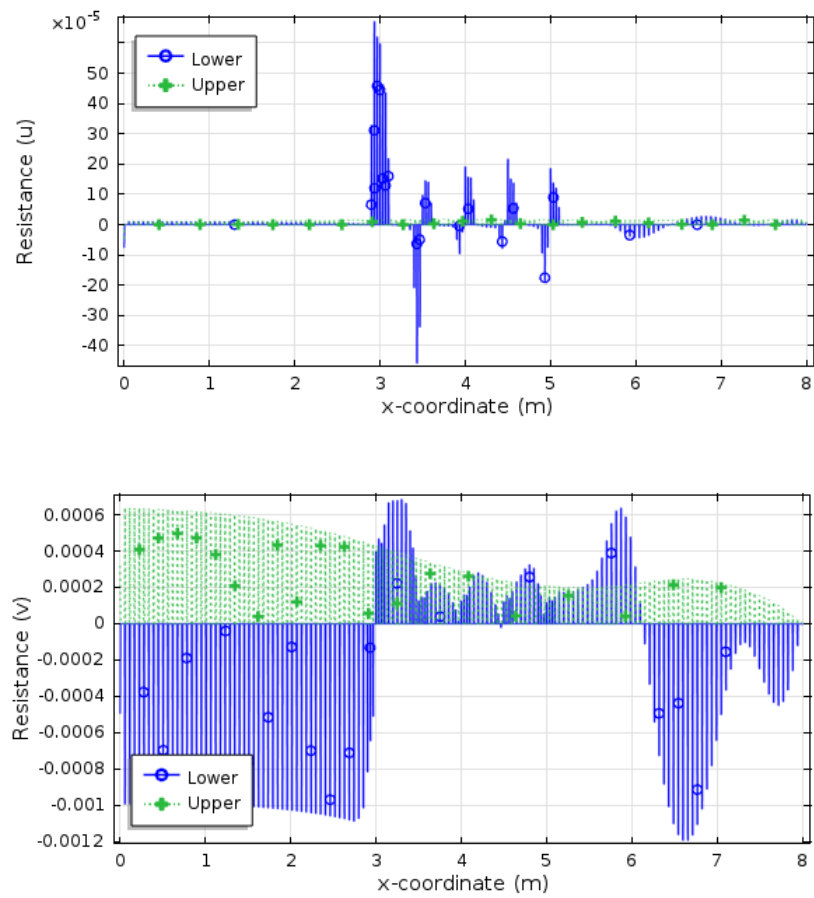 ×10⁻⁵
Lower
Upper
50
40
30
20
10
0
-10
-20
-30
-40
Resistance (u)
0 1 2 3 4 5 6 7 8
x-coordinate (m)
0.0006
0.0004
0.0002
0
-0.0002
-0.0004
-0.0006
-0.0008
-0.001
-0.0012
Resistance (v)
Lower
Upper
0 1 2 3 4 5 6 7 8
x-coordinate (m)